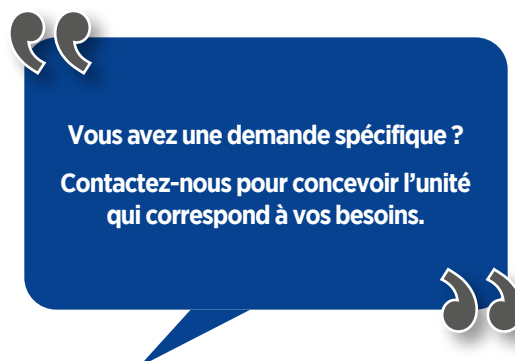 Vous avez une demande spécifique ?
Contactez-nous pour concevoir l’unité
qui correspond à vos besoins.